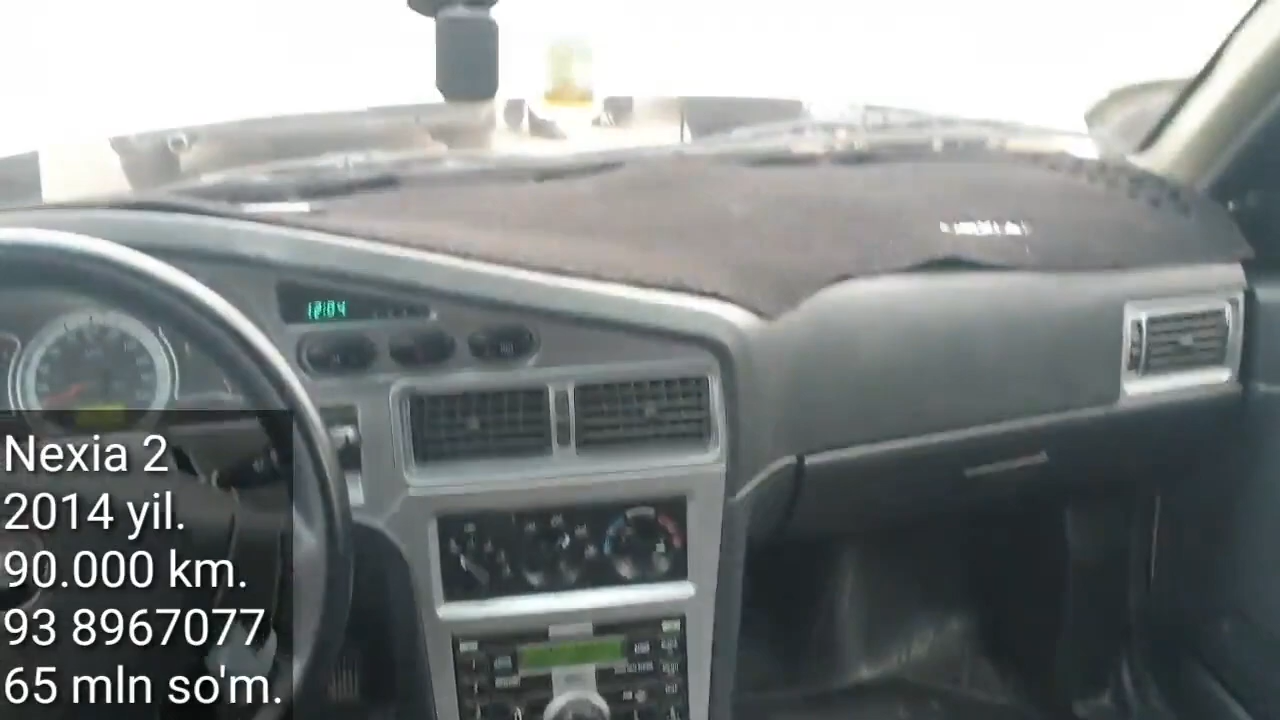 12:04
Nexia 2
2014 yil.
90.000 km.
93 8967077
65 mln so'm.